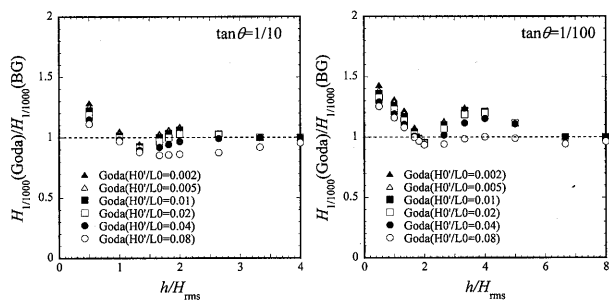 tanθ=1/10
H1/1000(Goda)/H1/1000(BG)
2
1.5
1
0.5
0
▲ Goda(H0'/L0=0.002)
△ Goda(H0'/L0=0.005)
■ Goda(H0'/L0=0.01)
□ Goda(H0'/L0=0.02)
● Goda(H0'/L0=0.04)
○ Goda(H0'/L0=0.08)
0 1 2 3 4
h/Hrms
tanθ=1/100
H1/1000(Goda)/H1/1000(BG)
2
1.5
1
0.5
0
▲ Goda(H0'/L0=0.002)
△ Goda(H0'/L0=0.005)
■ Goda(H0'/L0=0.01)
□ Goda(H0'/L0=0.02)
● Goda(H0'/L0=0.04)
○ Goda(H0'/L0=0.08)
0 2 4 6 8
h/Hrms